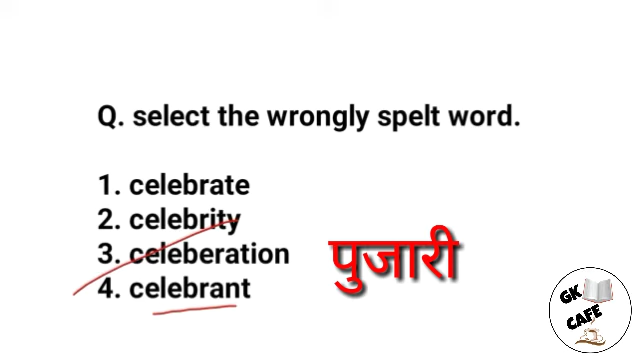 Q. select the wrongly spelt word.
1. celebrate
2. celebrity
3. celeberation
4. celebrant
पुजारी
GK
CAFE